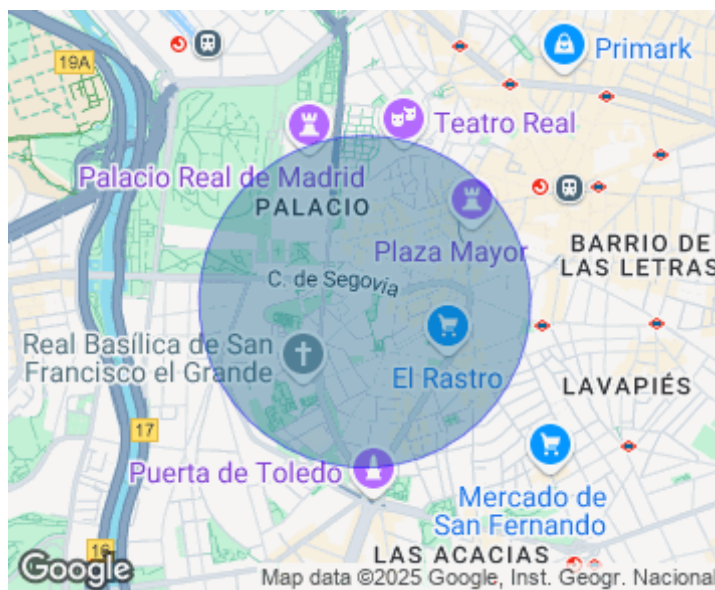 19A
Primark
Teatro Real
Palacio Real de Madrid
PALACIO
Plaza Mayor
BARRIO DE
LAS LETRAS
C. de Segovia
Real Basílica de San
Francisco el Grande
El Rastro
LAVAPIÉS
17
Puerta de Toledo
Mercado de
San Fernando
16
LAS ACACIAS
Google
Map data ©2025 Google, Inst. Geogr. Nacional